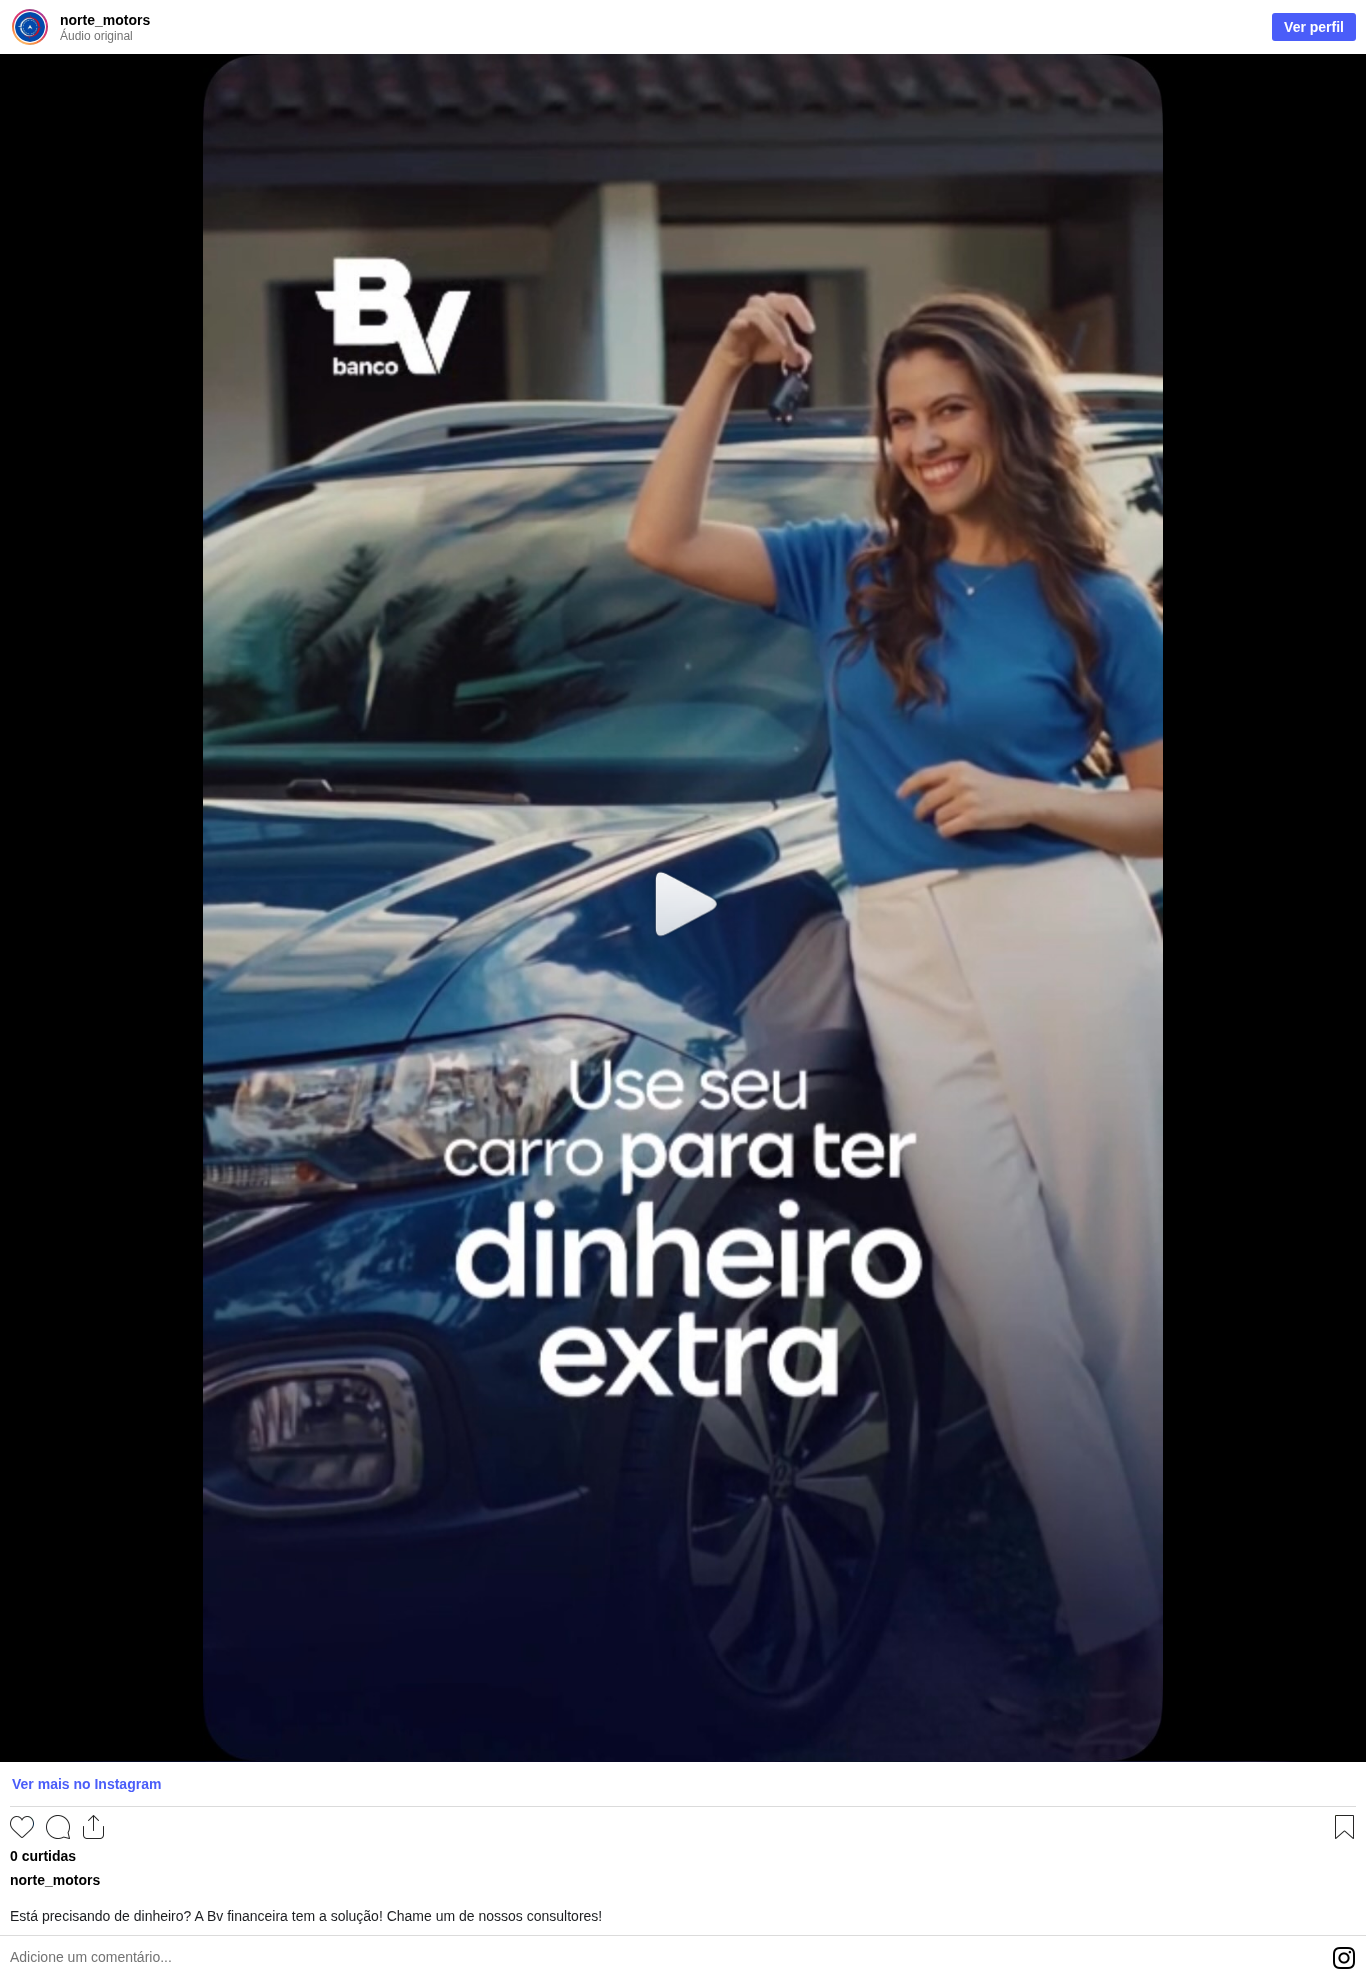 norte_motors
Áudio original
Ver perfil
BV
banco
Use seu
carro para ter
dinheiro
extra
Ver mais no Instagram
0 curtidas
norte_motors
Está precisando de dinheiro? A Bv financeira tem a solução! Chame um de nossos consultores!
Adicione um comentário...